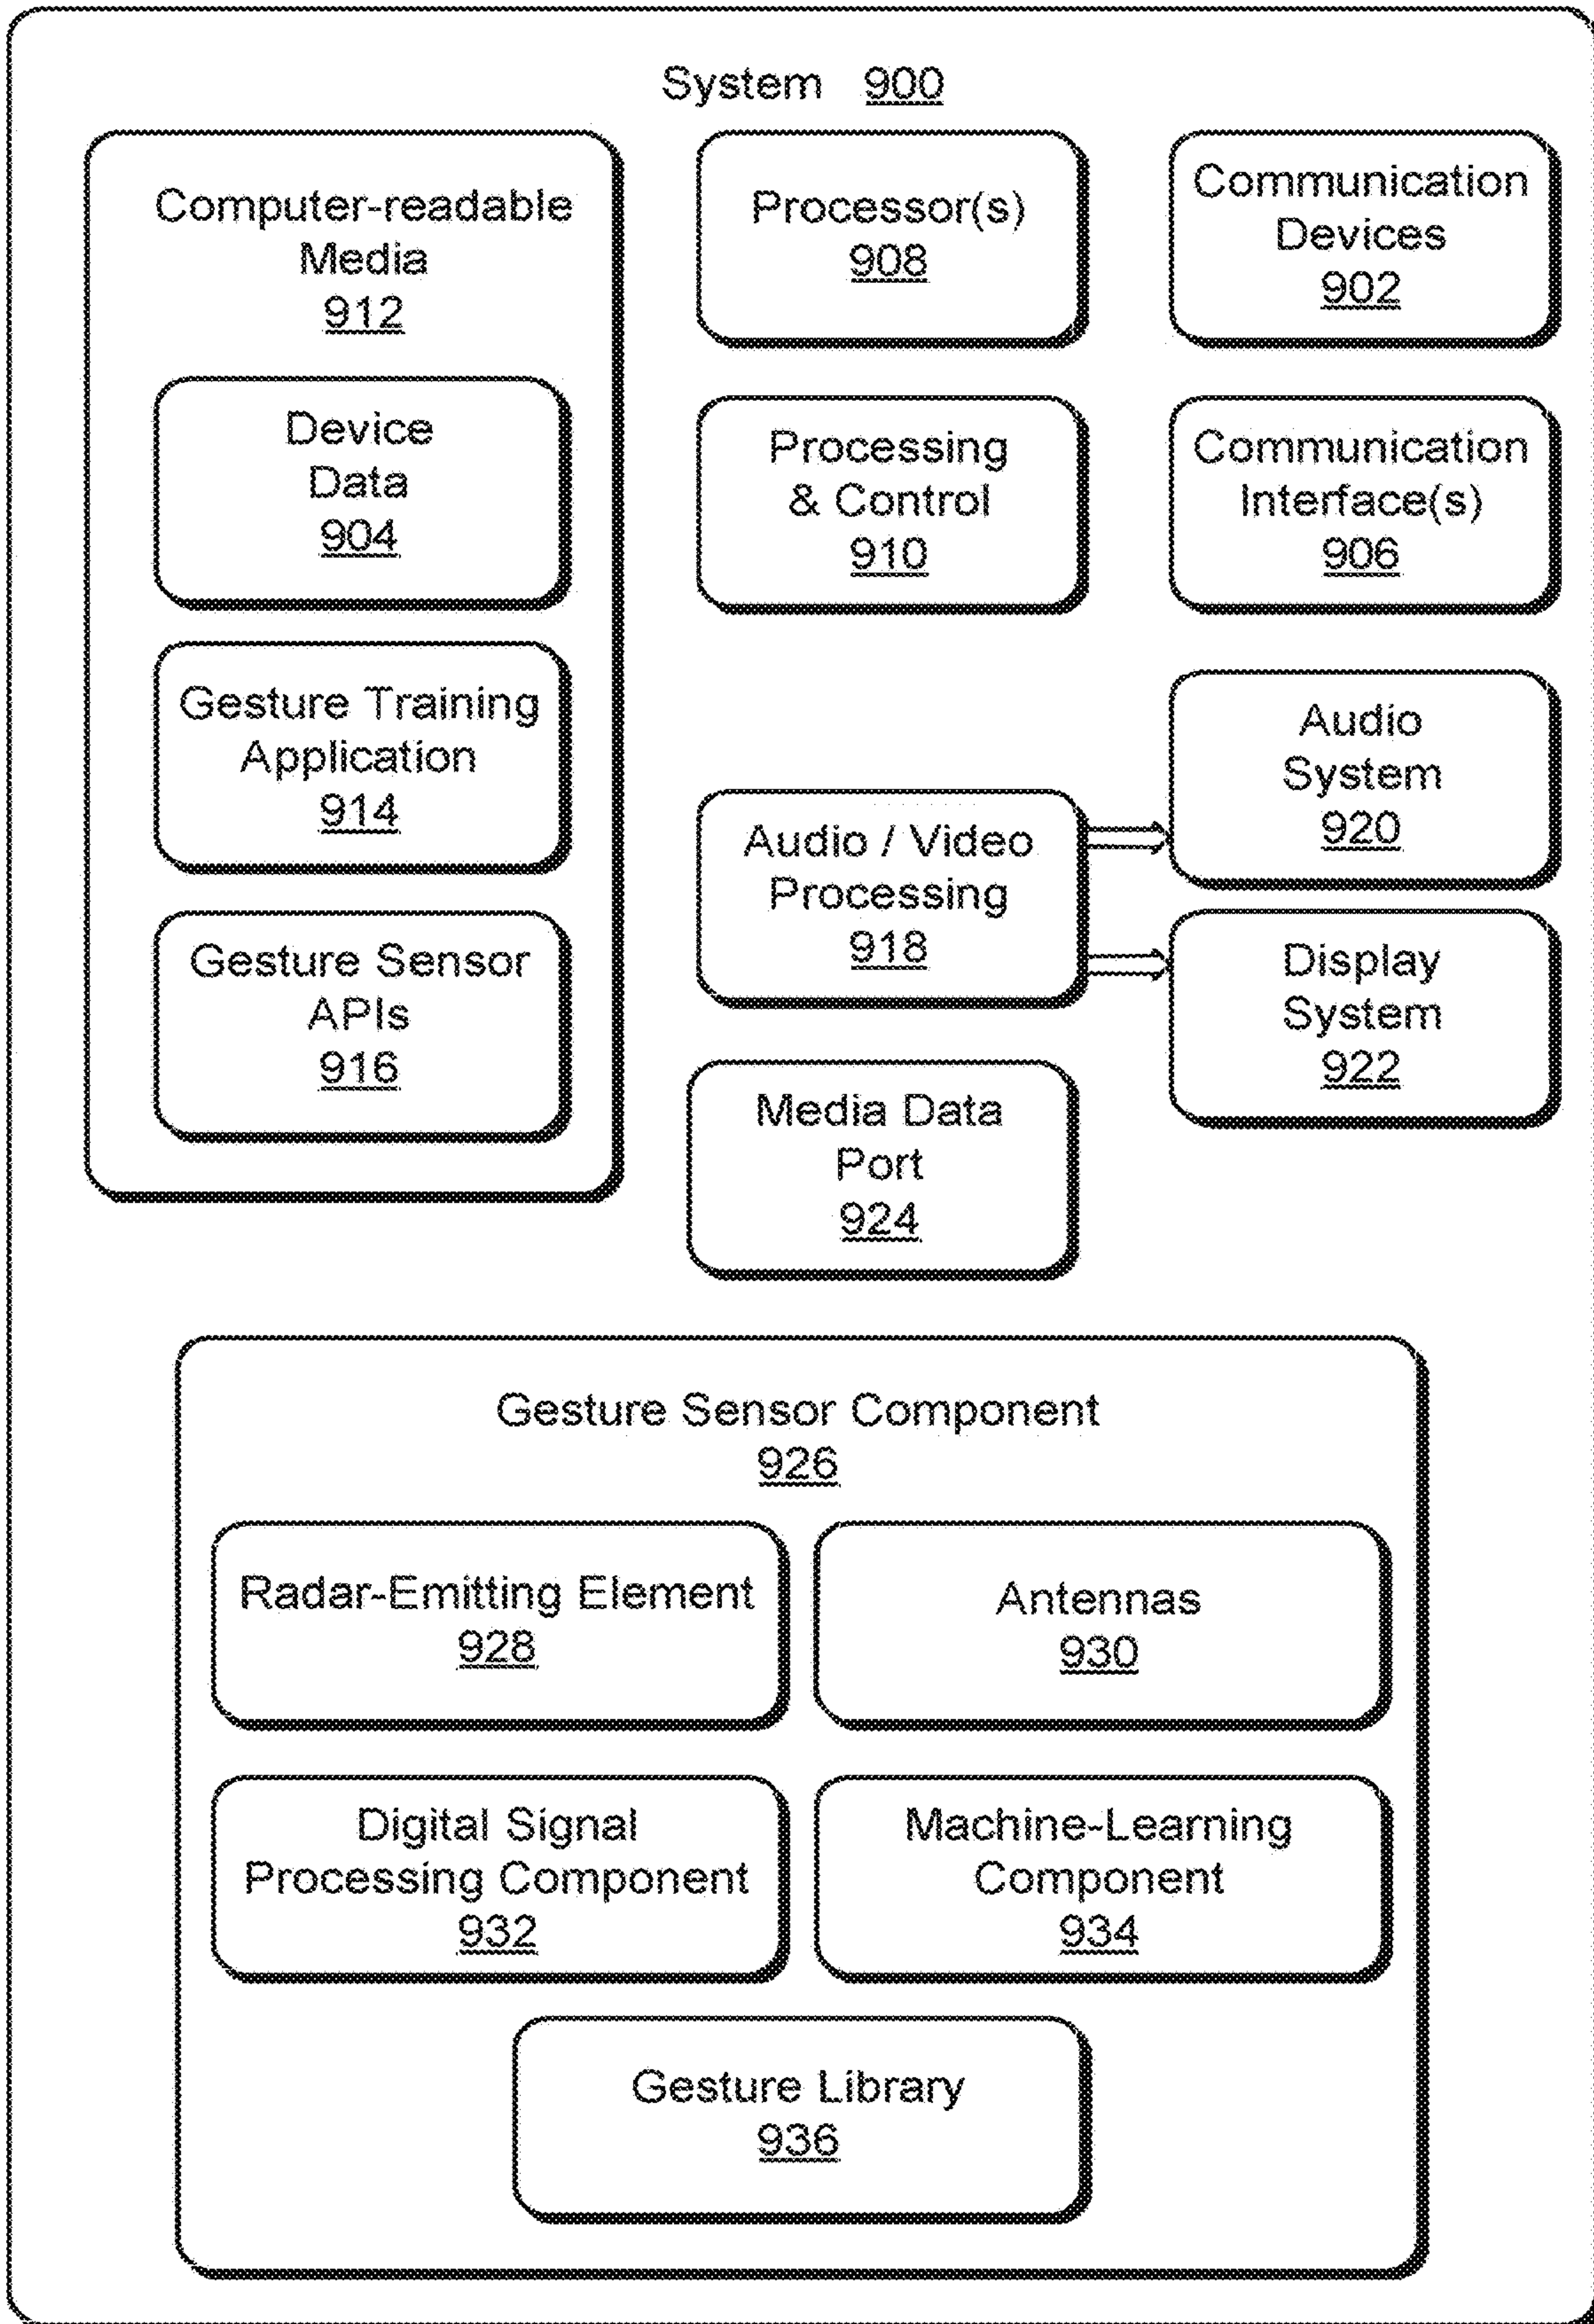 System 900
Computer-readable
Media
912
Device
Data
904
Gesture Training
Application
914
Gesture Sensor
APIs
916
Processor(s)
908
Processing
& Control
910
Audio / Video
Processing
918
Media Data
Port
924
Communication
Devices
902
Communication
Interface(s)
906
Audio
System
920
Display
System
922
Gesture Sensor Component
926
Radar-Emitting Element
928
Antennas
930
Digital Signal
Processing Component
932
Machine-Learning
Component
934
Gesture Library
936